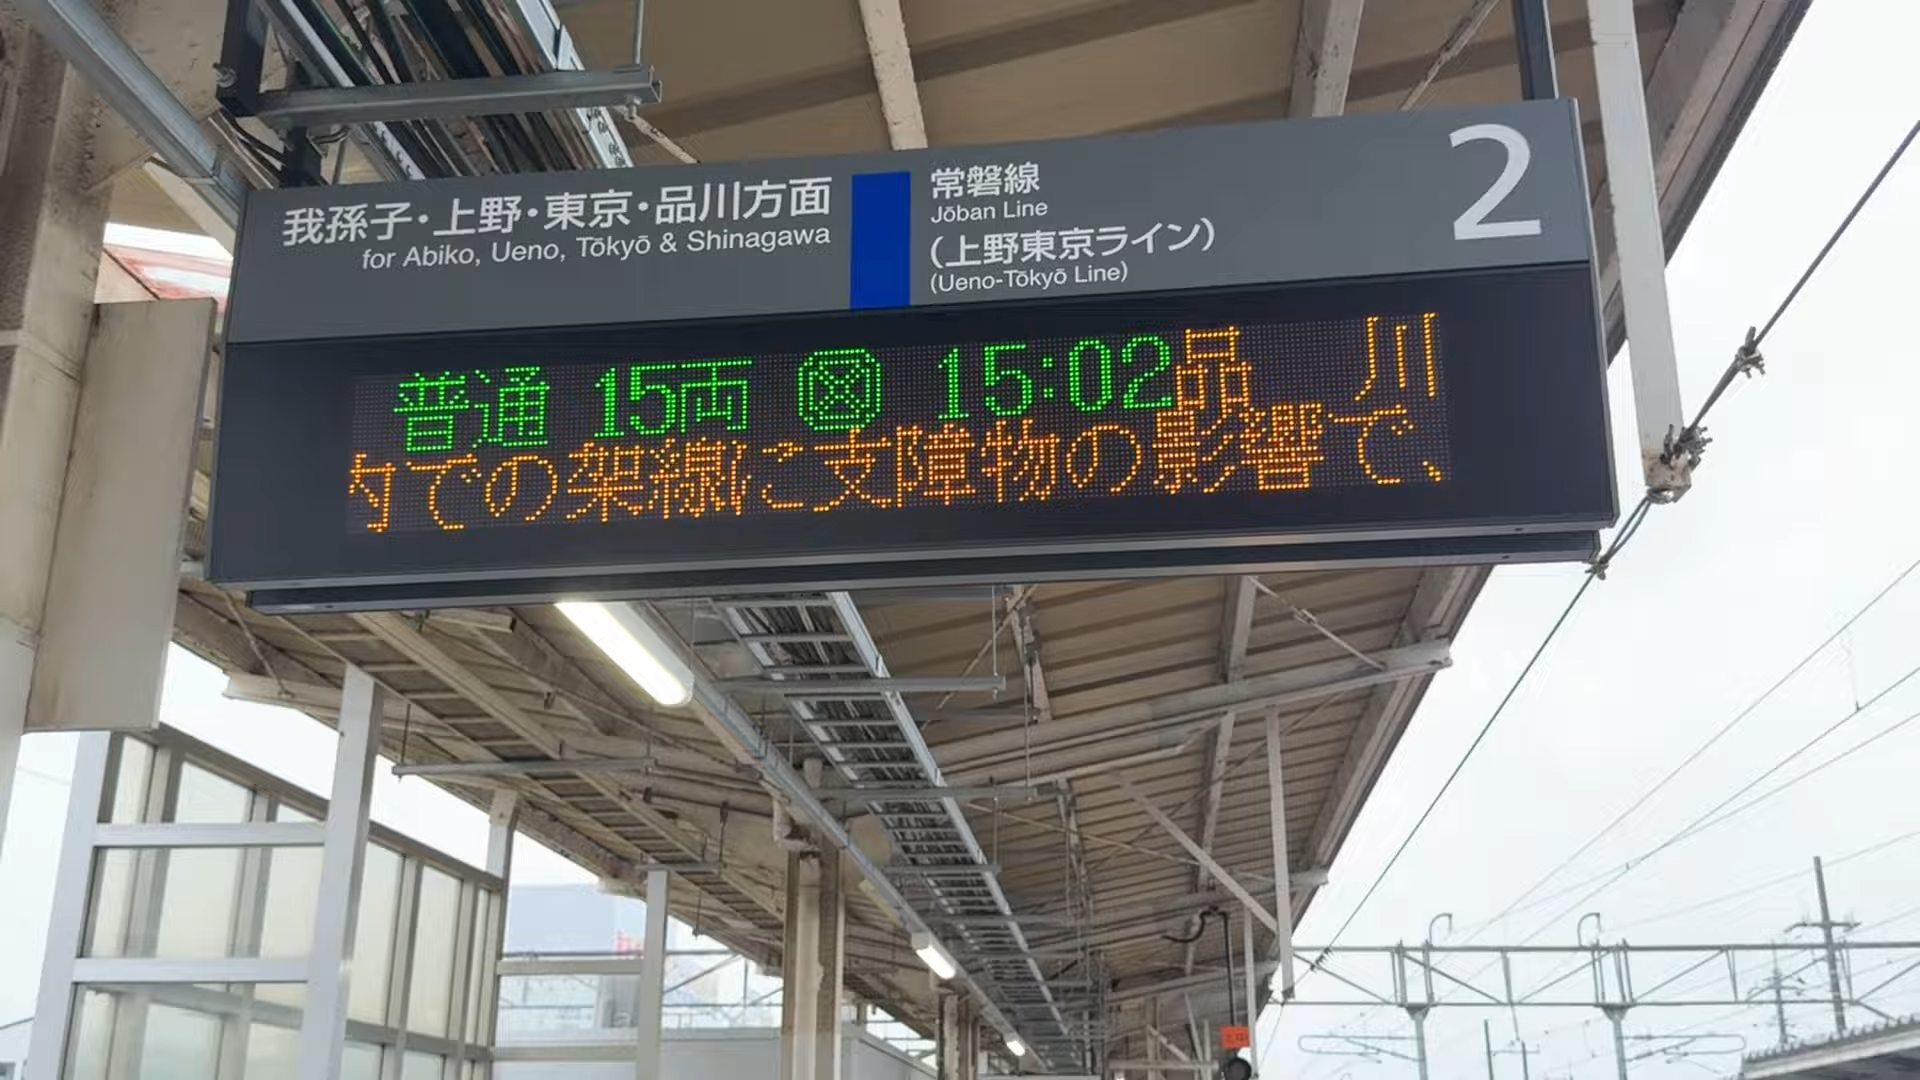 我孫子・上野・東京・品川方面
for Abiko, Ueno, Tōkyō & Shinagawa
常磐線
Jōban Line
(上野東京ライン)
(Ueno-Tōkyō Line)
2
普通 15両 15:02 品 川
での架線に支障物の影響で、